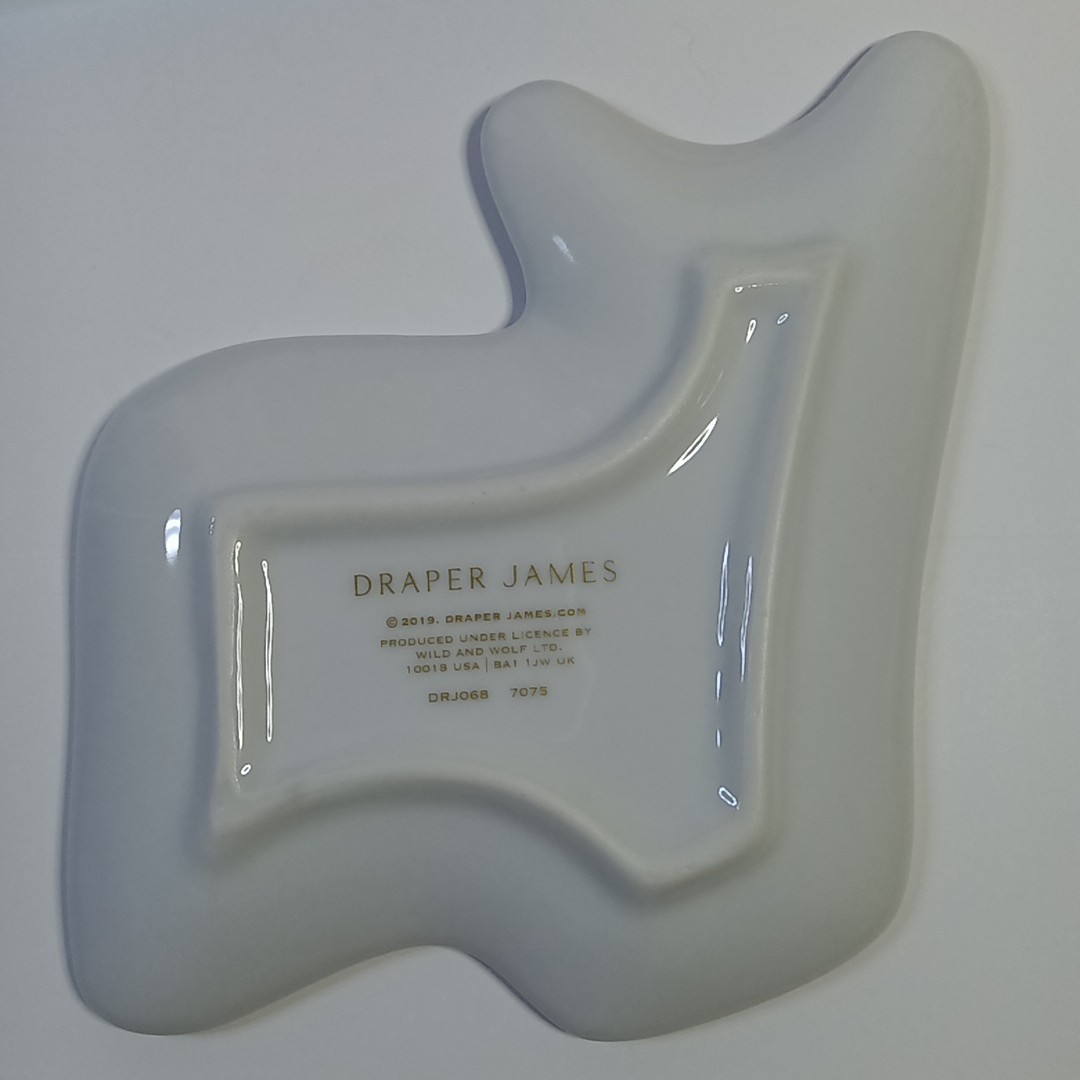 DRAPER JAMES
©2019. DRAPER JAMES.COM
PRODUCED UNDER LICENCE BY
WILD AND WOLF LTD.
10018 USA | BA1 1JW UK
DRJ068 7075